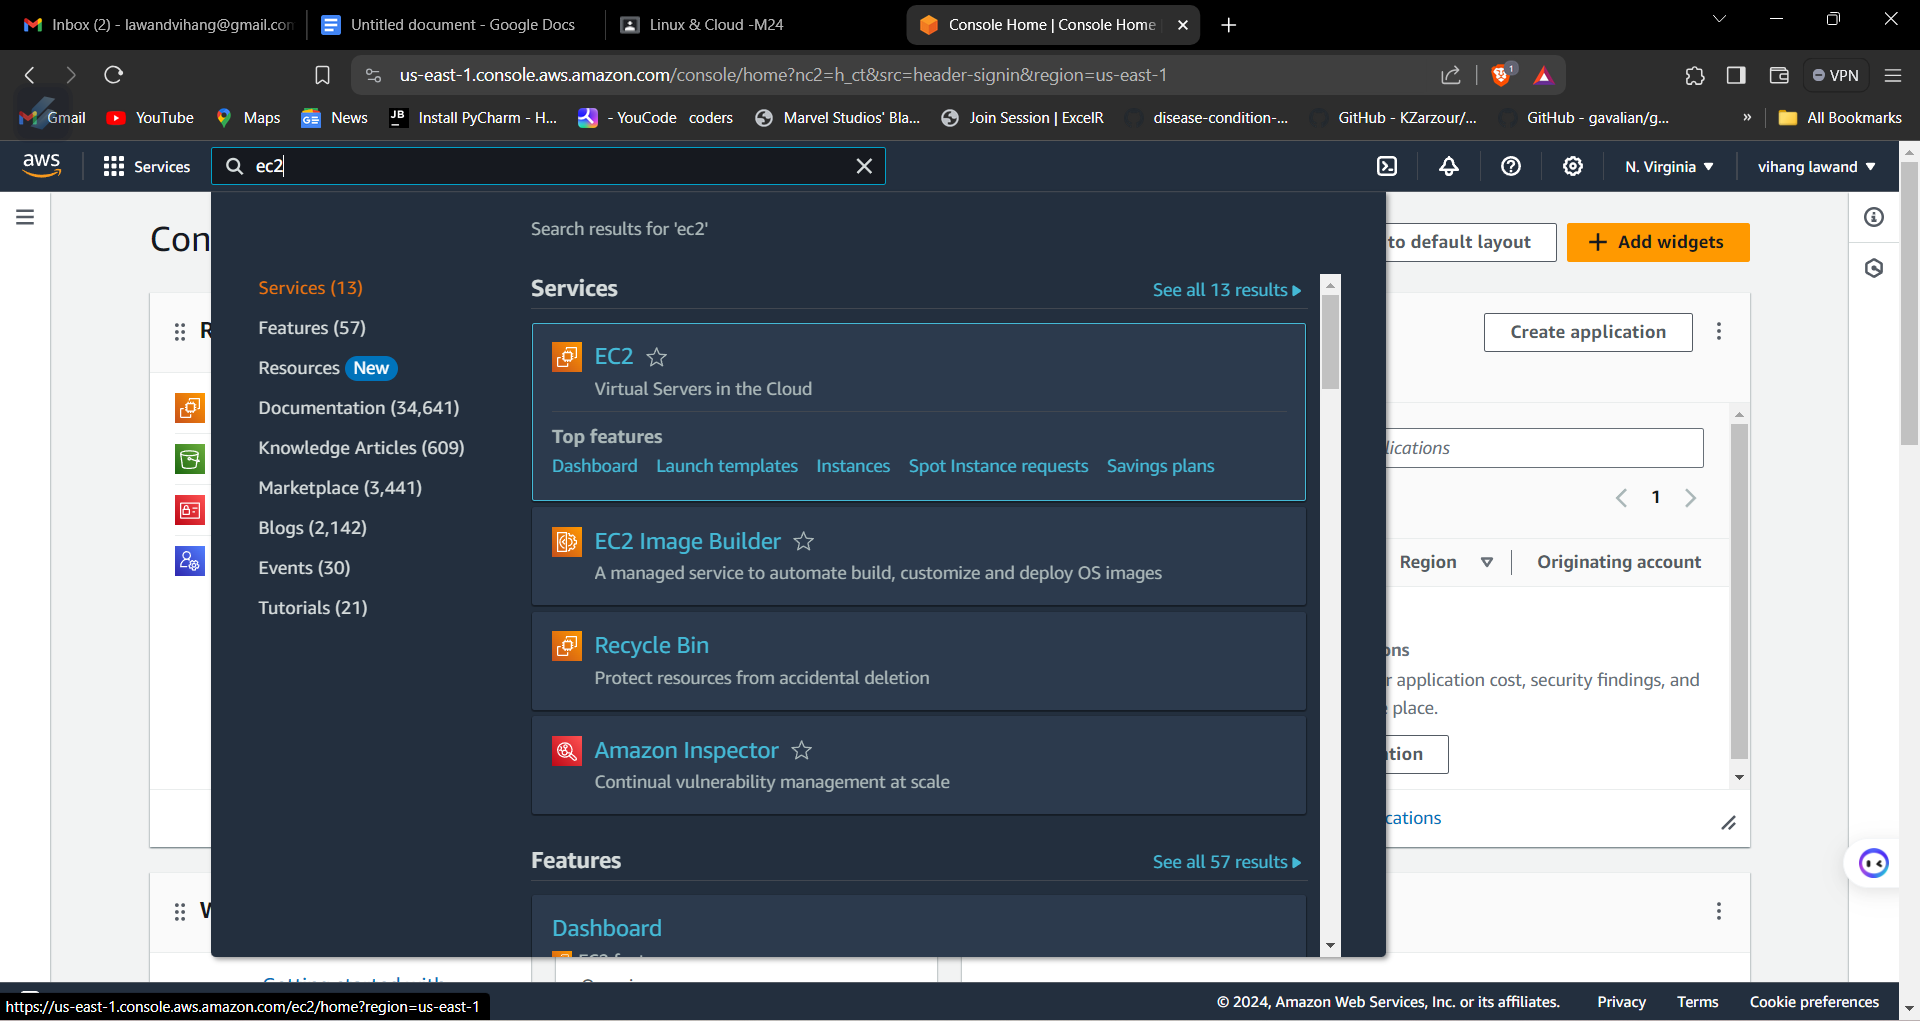 Inbox (2) - lawandvihang@gmail.con
Untitled document - Google Docs
Linux & Cloud -M24
Console Home | Console Home
us-east-1.console.aws.amazon.com/console/home?nc2=h_ct&src=header-signin&region=us-east-1
1
VPN
Gmail
YouTube
Maps
News
JB Install PyCharm - H...
- YouCode coders
Marvel Studios' Bla...
Join Session | ExcelR
disease-condition-...
GitHub - KZarzour/...
GitHub - gavalian/g...
»
All Bookmarks
aws
Services
ec2
N. Virginia
vihang lawand
Con
Search results for 'ec2'
to default layout
+ Add widgets
Services (13)
Features (57)
Resources New
Documentation (34,641)
Knowledge Articles (609)
Marketplace (3,441)
Blogs (2,142)
Events (30)
Tutorials (21)
Services
See all 13 results
EC2
Virtual Servers in the Cloud
Top features
Dashboard Launch templates Instances Spot Instance requests Savings plans
EC2 Image Builder
A managed service to automate build, customize and deploy OS images
Recycle Bin
Protect resources from accidental deletion
Amazon Inspector
Continual vulnerability management at scale
Features
See all 57 results
Dashboard
Create application
lications
1
Region
Originating account
ons
r application cost, security findings, and
place.
tion
cations
https://us-east-1.console.aws.amazon.com/ec2/home?region=us-east-1
© 2024, Amazon Web Services, Inc. or its affiliates.
Privacy
Terms
Cookie preferences